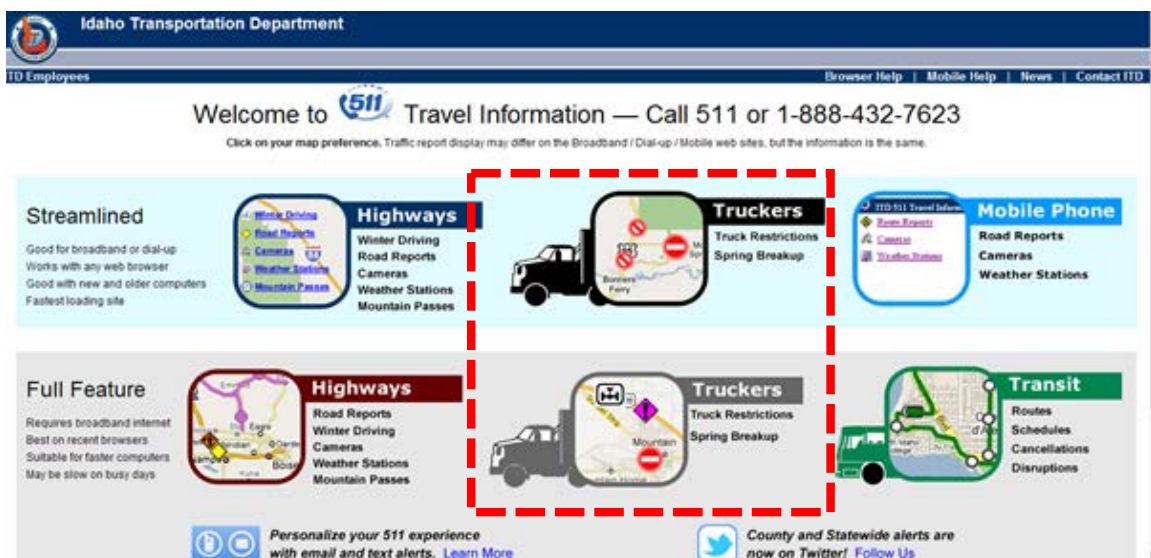 Idaho Transportation Department
ITD Employees
Browser Help | Mobile Help | News | Contact ITD
Welcome to 511 Travel Information — Call 511 or 1-888-432-7623
Click on your map preference. Traffic report display may differ on the Broadband / Dial-up / Mobile web sites, but the information is the same.
Streamlined
Good for broadband or dial-up
Works with any web browser
Good with new and older computers
Fastest loading site
Winter Driving
Road Reports
Cameras
Weather Stations
Mountain Passes
Highways
Winter Driving
Road Reports
Cameras
Weather Stations
Mountain Passes
Bonners
Ferry
Truckers
Truck Restrictions
Spring Breakup
ITD 511 Travel
Route Reports
Cameras
Weather Stations
Mobile Phone
Road Reports
Cameras
Weather Stations
Full Feature
Requires broadband internet
Best on recent browsers
Suitable for faster computers
May be slow on busy days
Emmett
Eagle
Boise
Kuna
Highways
Road Reports
Winter Driving
Cameras
Weather Stations
Mountain Passes
Mountain
Truckers
Truck Restrictions
Spring Breakup
Transit
Routes
Schedules
Cancellations
Disruptions
Personalize your 511 experience
with email and text alerts. Learn More
County and Statewide alerts are
now on Twitter! Follow Us